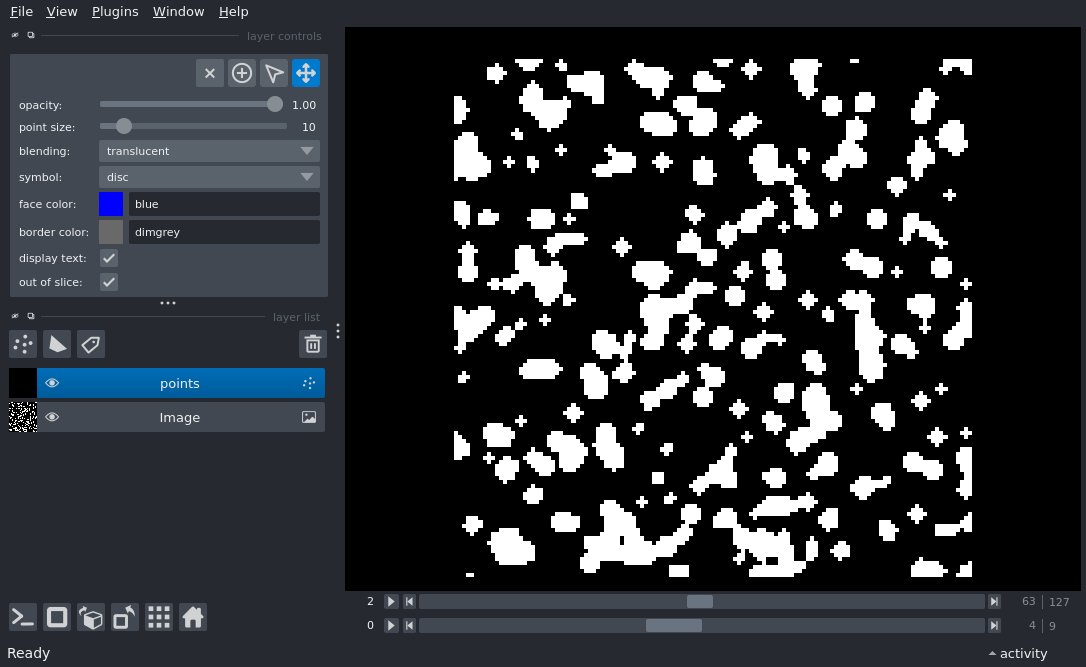 File View Plugins Window Help
layer controls
opacity: 1.00
point size: 10
blending: translucent
symbol: disc
face color: blue
border color: dimgrey
display text:
out of slice:
layer list
points
Image
2 63 127
0 4 9
Ready activity